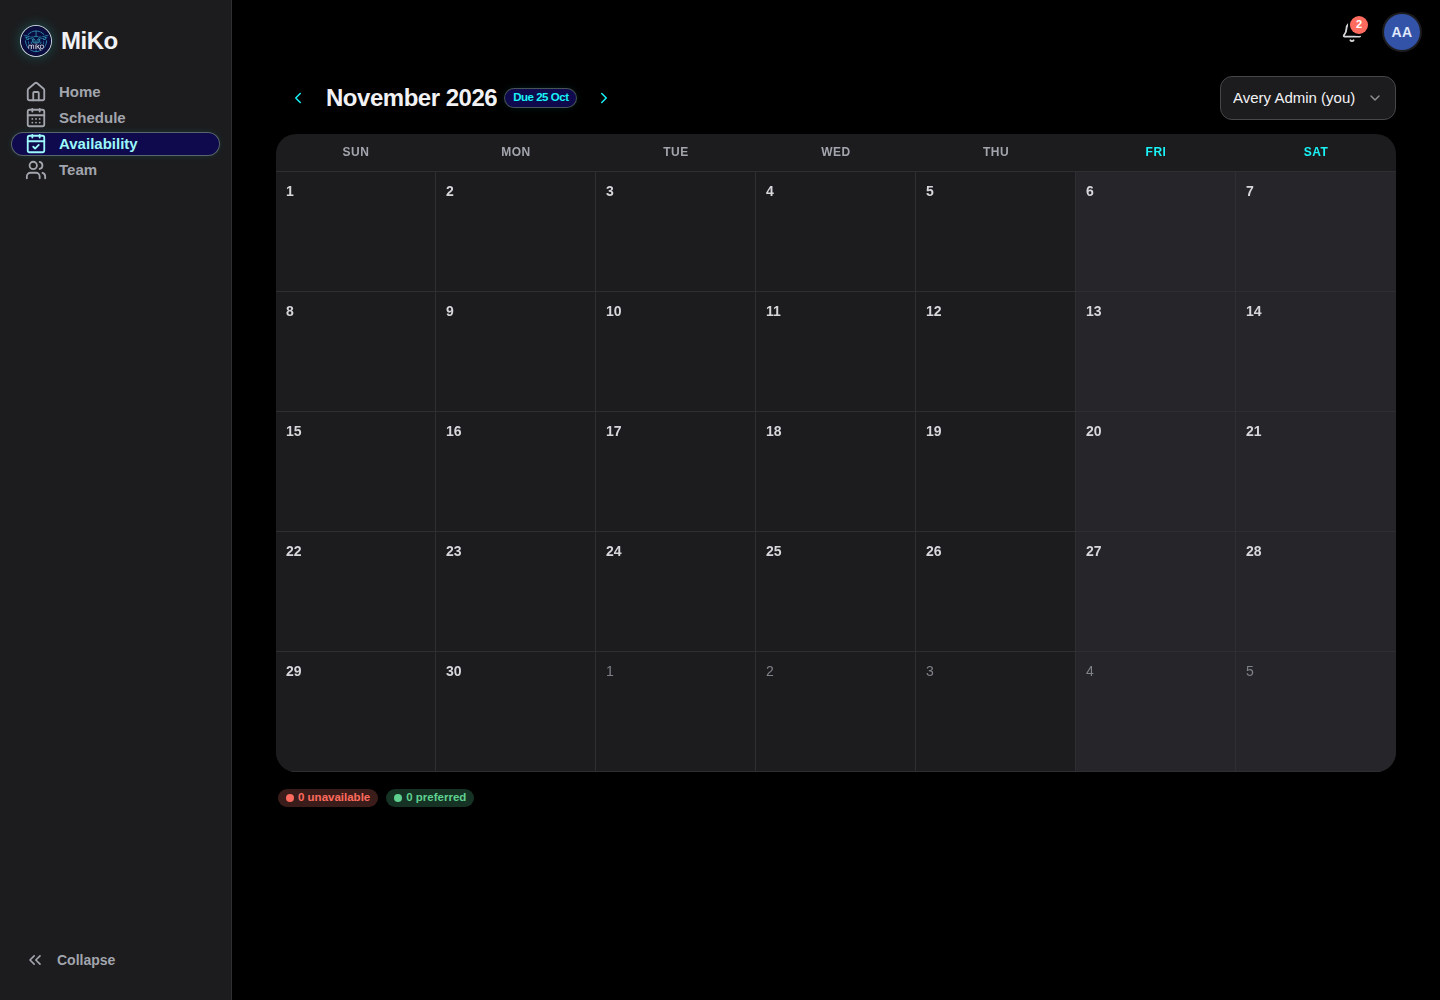 MiKo
Home
Schedule
Availability
Team
Collapse
2
AA
November 2026
Due 25 Oct
Avery Admin (you)
SUN MON TUE WED THU FRI SAT
1 2 3 4 5 6 7
8 9 10 11 12 13 14
15 16 17 18 19 20 21
22 23 24 25 26 27 28
29 30 1 2 3 4 5
0 unavailable
0 preferred